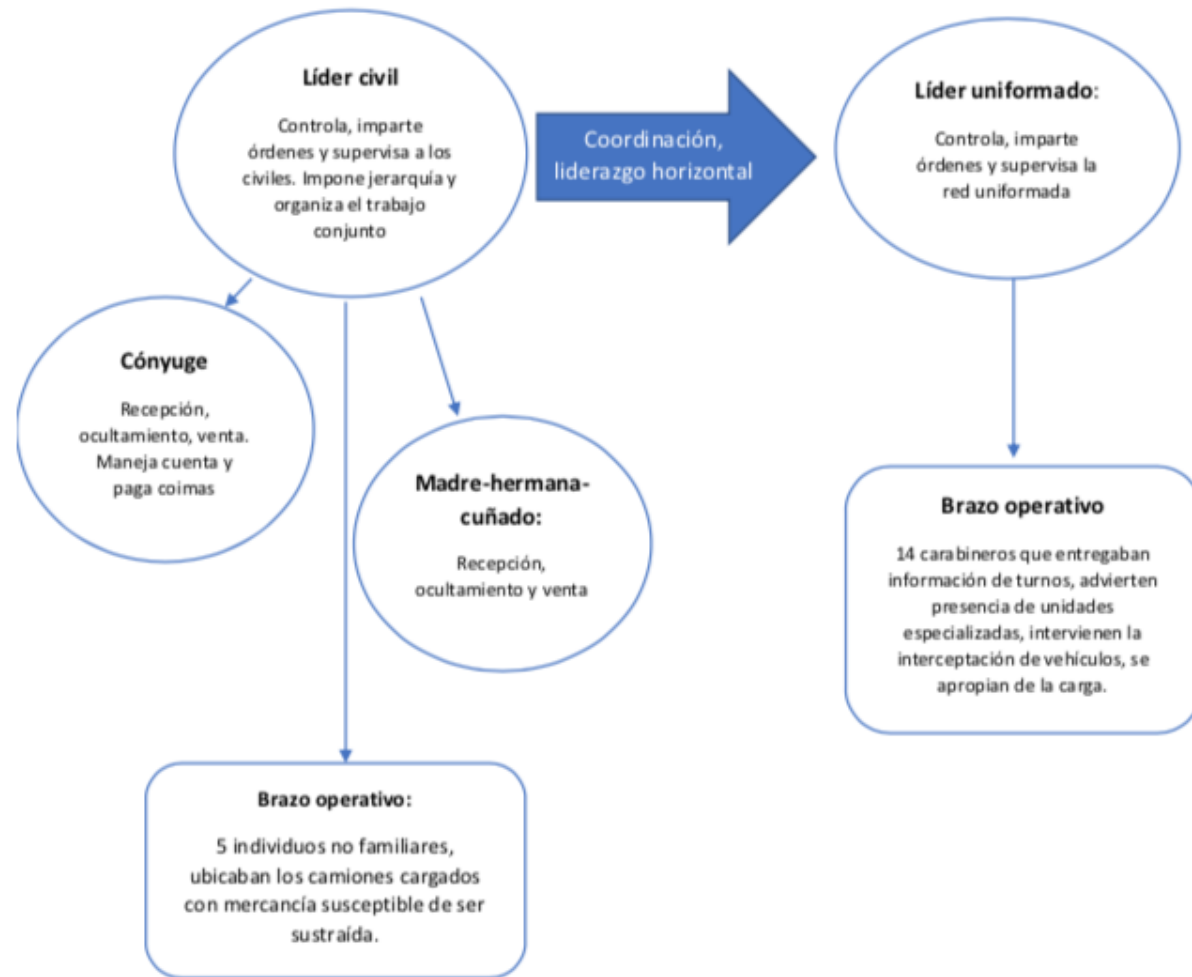 Líder civil
Controla, imparte
órdenes y supervisa a los
civiles. Impone jerarquía y
organiza el trabajo
conjunto
Coordinación,
liderazgo horizontal
Líder uniformado:
Controla, imparte
órdenes y supervisa la
red uniformada
Cónyuge
Recepción,
ocultamiento, venta.
Maneja cuenta y
paga coimas
Madre-hermana-
cuñado:
Recepción,
ocultamiento y venta
Brazo operativo
14 carabineros que entregaban
información de turnos, advierten
presencia de unidades
especializadas, intervienen la
interceptación de vehículos, se
apropian de la carga.
Brazo operativo:
5 individuos no familiares,
ubicaban los camiones cargados
con mercancía susceptible de ser
sustraída.